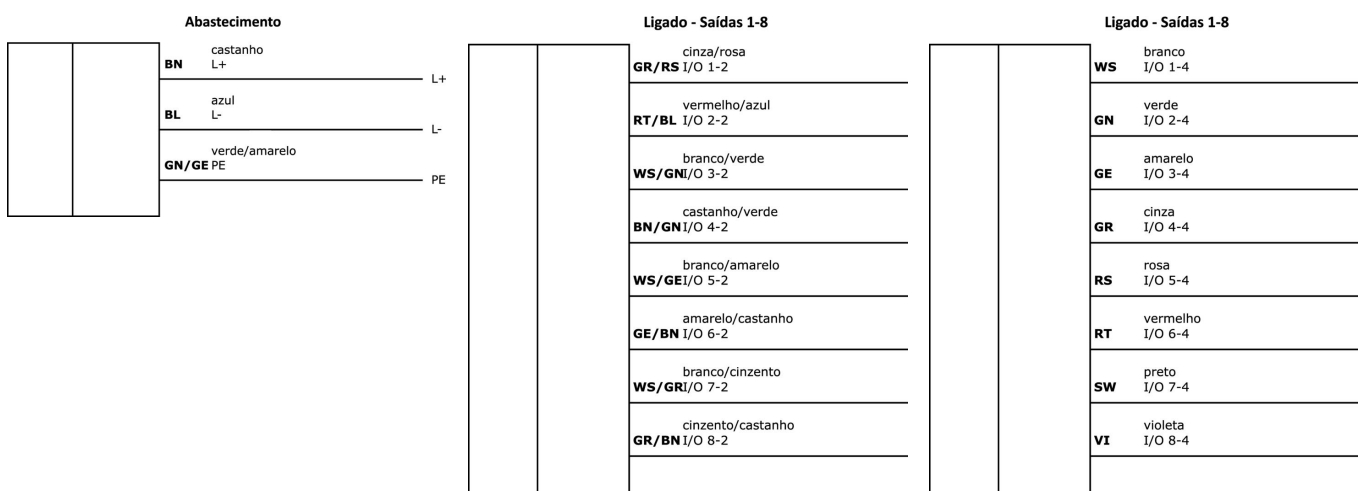 Abastecimento
castanho
BN L+
L+
azul
BL L-
L-
verde/amarelo
GN/GE PE
PE
Ligado - Saídas 1-8
cinza/rosa
GR/RS I/O 1-2
vermelho/azul
RT/BL I/O 2-2
branco/verde
WS/GN I/O 3-2
castanho/verde
BN/GN I/O 4-2
branco/amarelo
WS/GE I/O 5-2
amarelo/castanho
GE/BN I/O 6-2
branco/cinzento
WS/GR I/O 7-2
cinzento/castanho
GR/BN I/O 8-2
Ligado - Saídas 1-8
branco
WS I/O 1-4
verde
GN I/O 2-4
amarelo
GE I/O 3-4
cinza
GR I/O 4-4
rosa
RS I/O 5-4
vermelho
RT I/O 6-4
preto
SW I/O 7-4
violeta
VI I/O 8-4